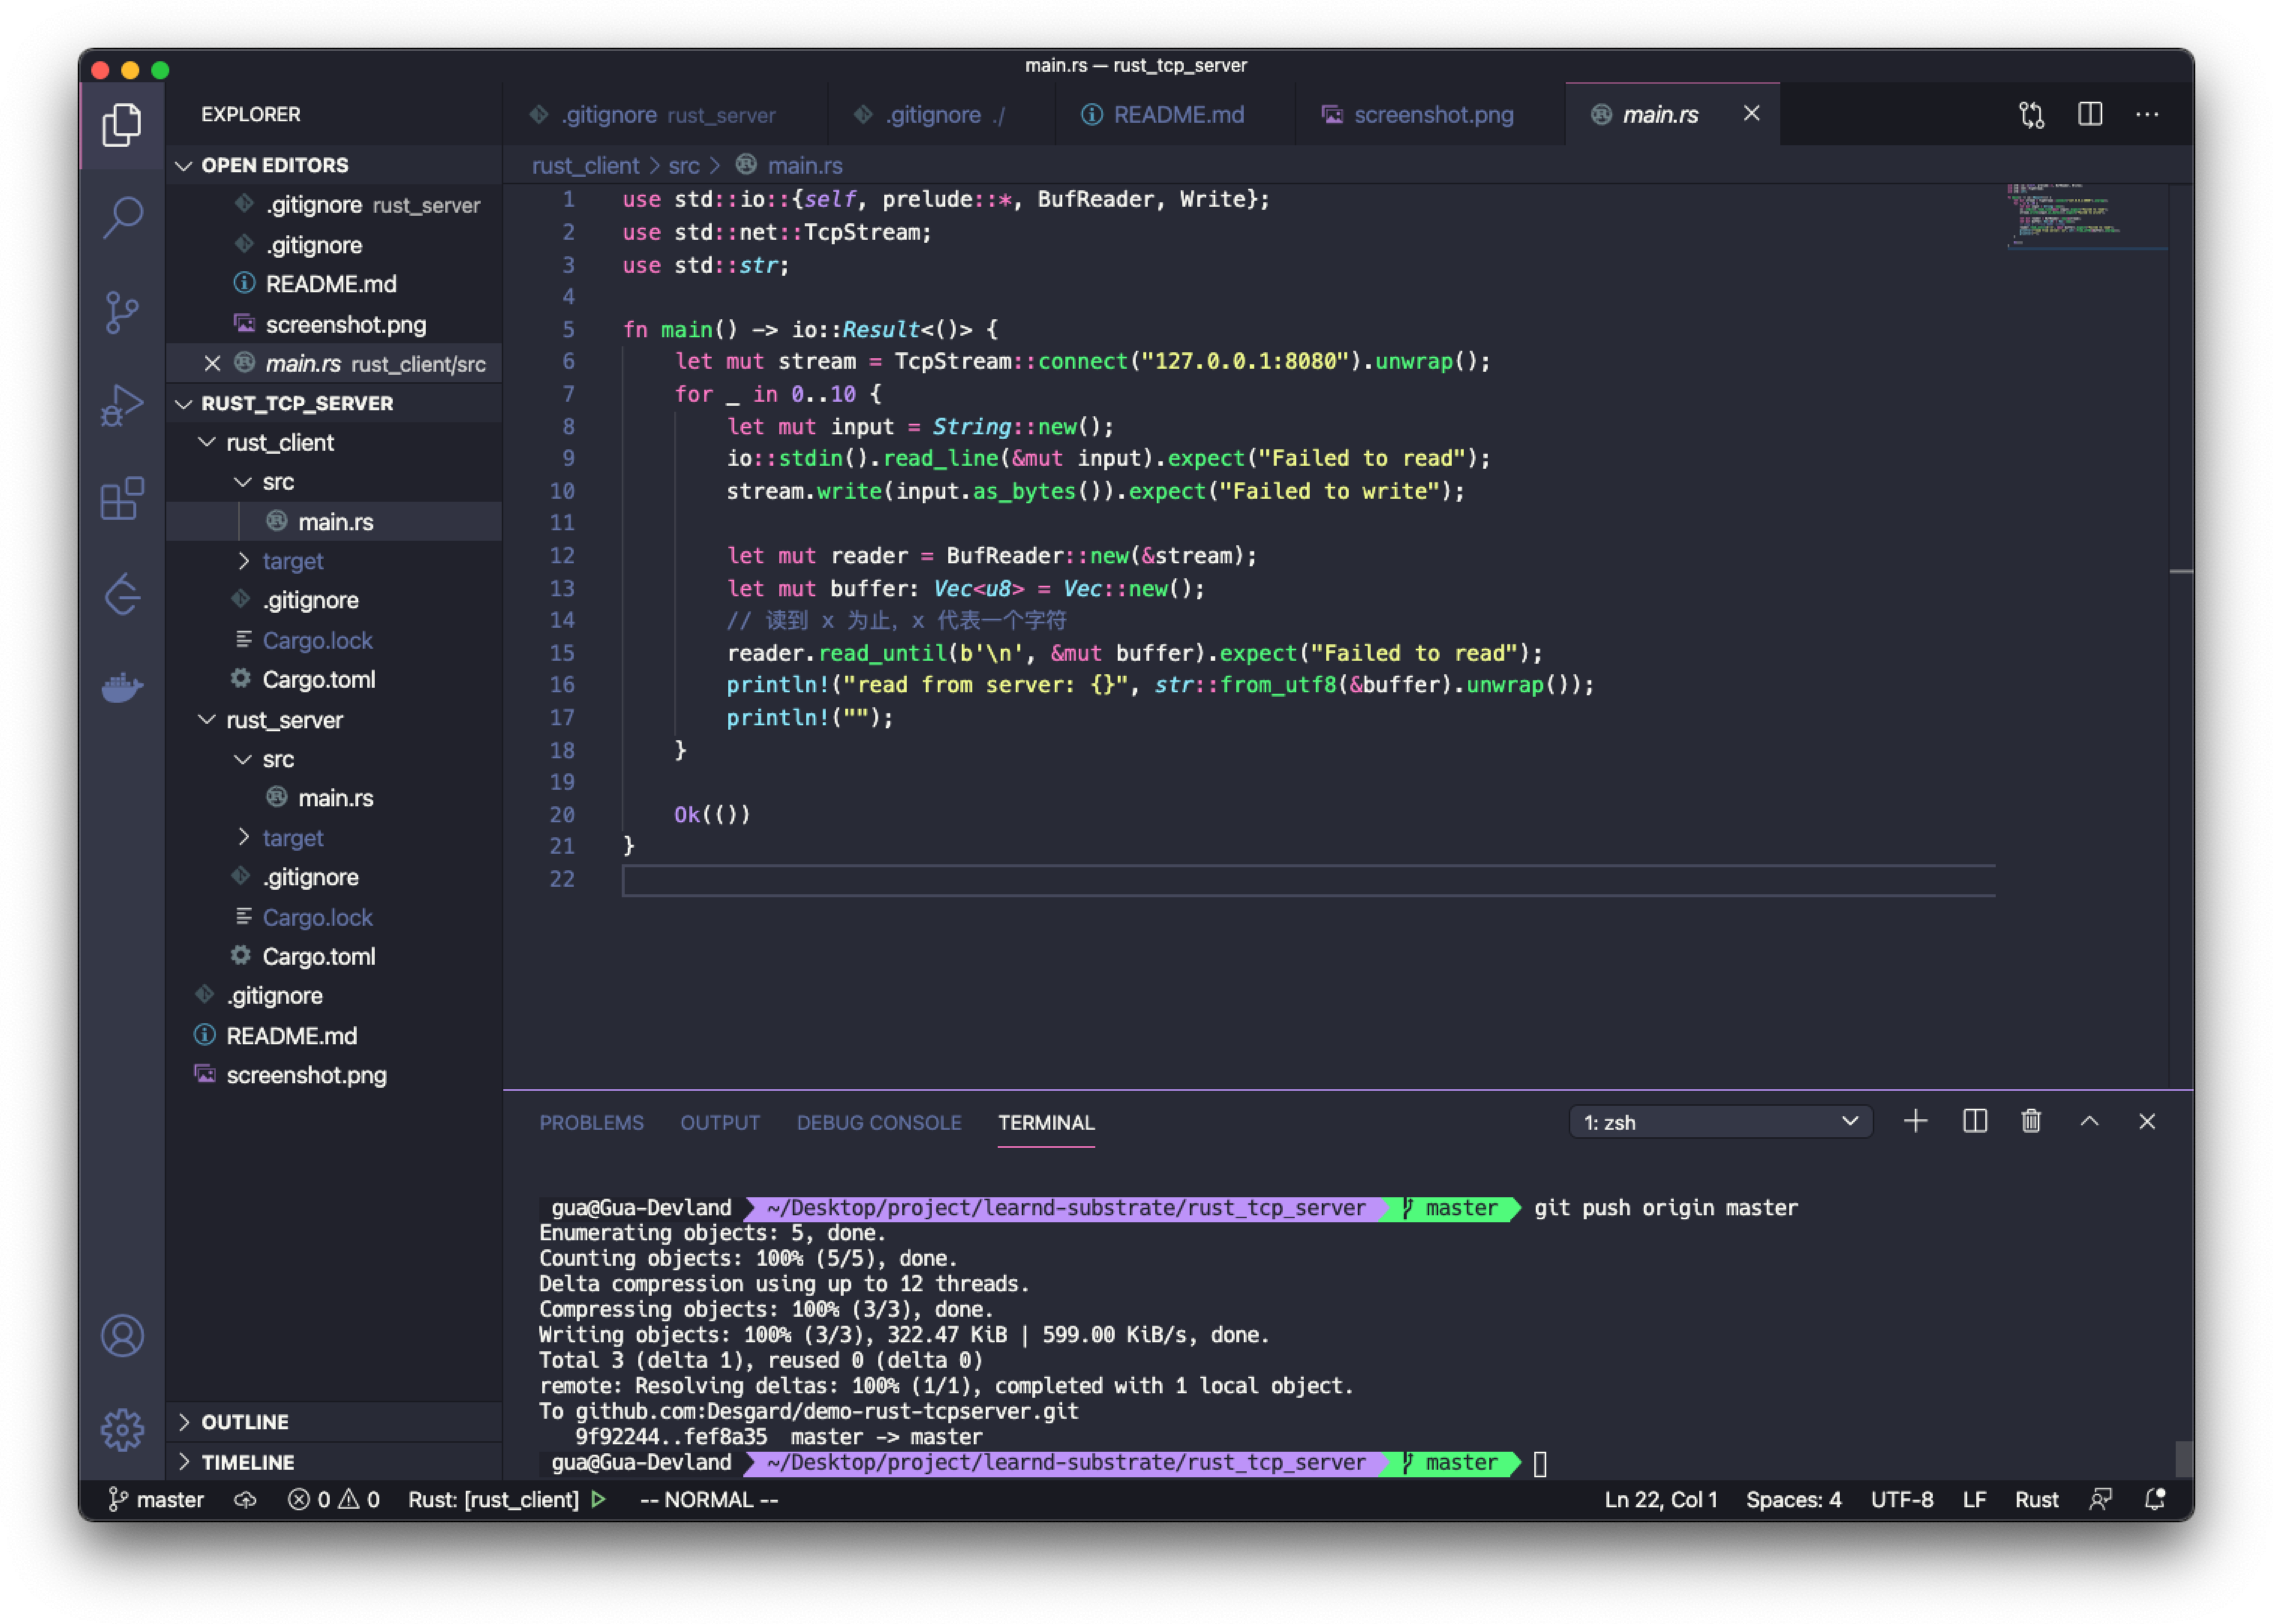 main.rs — rust_tcp_server
EXPLORER
OPEN EDITORS
.gitignore rust_server
.gitignore
README.md
screenshot.png
main.rs rust_client/src
RUST_TCP_SERVER
rust_client
src
main.rs
target
.gitignore
Cargo.lock
Cargo.toml
rust_server
src
main.rs
target
.gitignore
Cargo.lock
Cargo.toml
.gitignore
README.md
screenshot.png
OUTLINE
TIMELINE
.gitignore rust_server
.gitignore ./
README.md
screenshot.png
main.rs
rust_client > src > main.rs
1 use std::io::{self, prelude::*, BufReader, Write};
2 use std::net::TcpStream;
3 use std::str;
4
5 fn main() -> io::Result<()> {
6     let mut stream = TcpStream::connect("127.0.0.1:8080").unwrap();
7     for _ in 0..10 {
8         let mut input = String::new();
9         io::stdin().read_line(&mut input).expect("Failed to read");
10         stream.write(input.as_bytes()).expect("Failed to write");
11
12         let mut reader = BufReader::new(&stream);
13         let mut buffer: Vec<u8> = Vec::new();
14         // 读到 x 为止，x 代表一个字符
15         reader.read_until(b'\n', &mut buffer).expect("Failed to read");
16         println!("read from server: {}", str::from_utf8(&buffer).unwrap());
17         println!("");
18     }
19
20     Ok(())
21 }
22
PROBLEMS OUTPUT DEBUG CONSOLE TERMINAL 1: zsh
gua@Gua-Devland ~/Desktop/project/learnd-substrate/rust_tcp_server master git push origin master
Enumerating objects: 5, done.
Counting objects: 100% (5/5), done.
Delta compression using up to 12 threads.
Compressing objects: 100% (3/3), done.
Writing objects: 100% (3/3), 322.47 KiB | 599.00 KiB/s, done.
Total 3 (delta 1), reused 0 (delta 0)
remote: Resolving deltas: 100% (1/1), completed with 1 local object.
To github.com:Desgard/demo-rust-tcpserver.git
   9f92244..fef8a35  master -> master
gua@Gua-Devland ~/Desktop/project/learnd-substrate/rust_tcp_server master
master 0 0 Rust: [rust_client] -- NORMAL -- Ln 22, Col 1 Spaces: 4 UTF-8 LF Rust